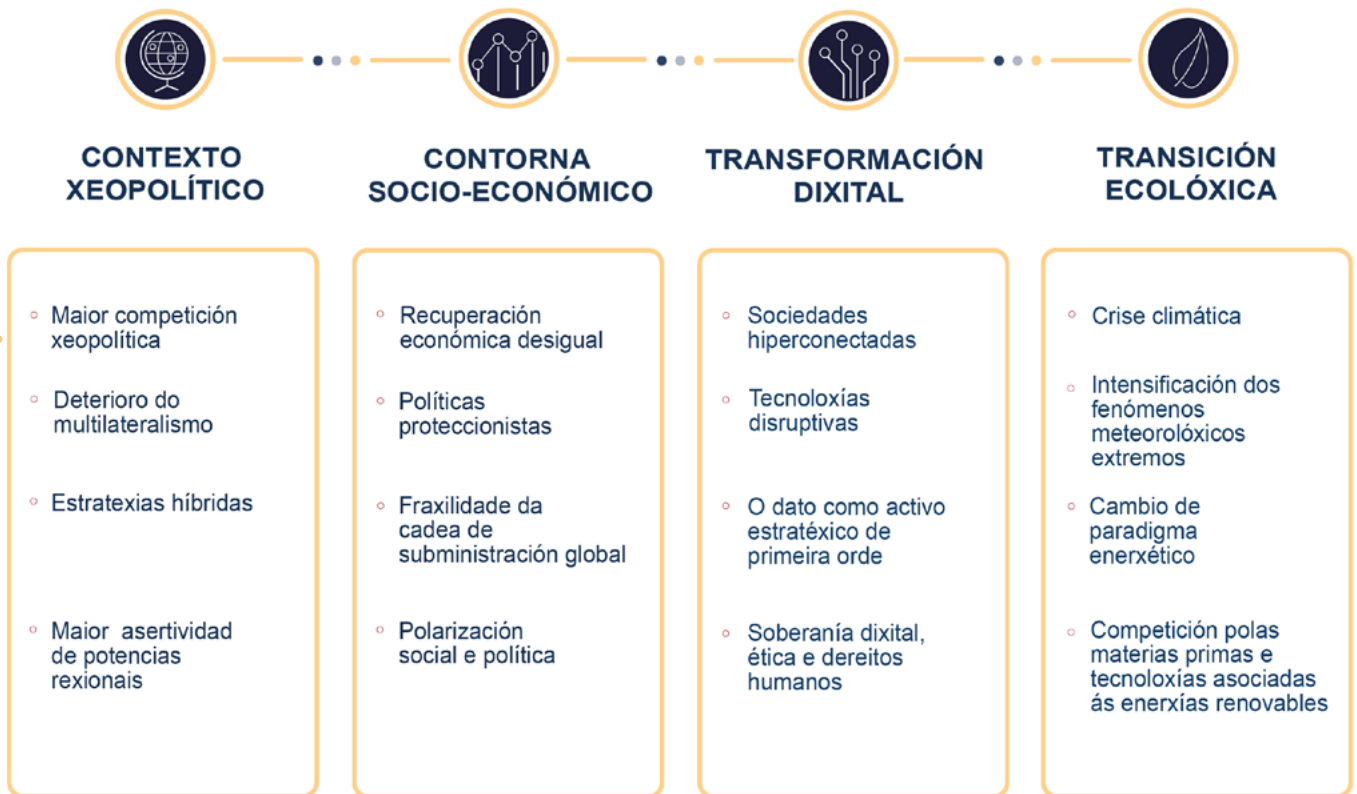 CONTEXTO
XEOPOLÍTICO
Maior competición
xeopolítica
Deterioro do
multilateralismo
Estratexias híbridas
Maior asertividad
de potencias
rexionais
CONTORNA
SOCIO-ECONÓMICO
Recuperación
económica desigual
Políticas
proteccionistas
Fraxilidade da
cadea de
subministración global
Polarización
social e política
TRANSFORMACIÓN
DIXITAL
Sociedades
hiperconectadas
Tecnoloxías
disruptivas
O dato como activo
estratéxico de
primeira orde
Soberanía dixital,
ética e dereitos
humanos
TRANSICIÓN
ECOLÓXICA
Crise climática
Intensificación dos
fenómenos
meteorolóxicos
extremos
Cambio de
paradigma
enerxético
Competición polas
materias primas e
tecnoloxías asociadas
ás enerxías renovables